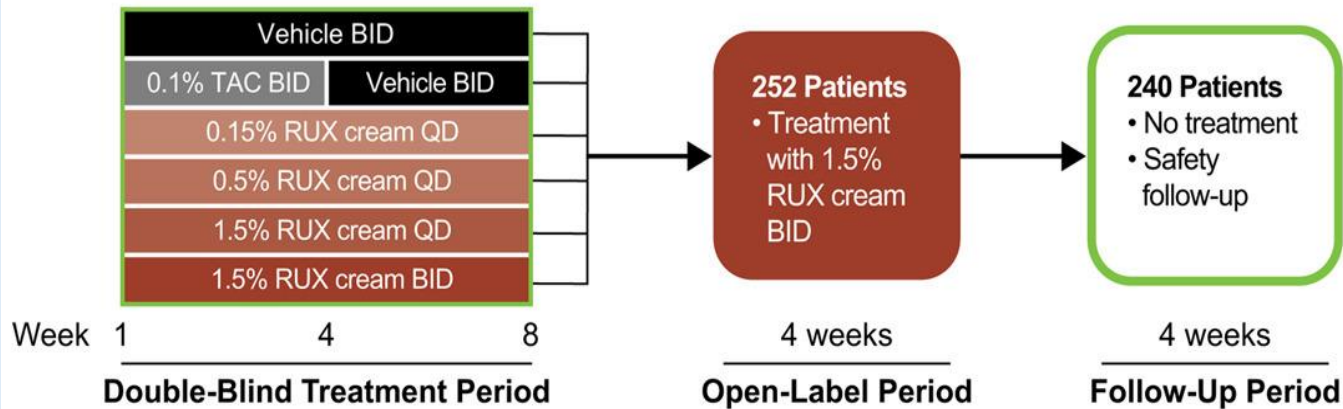 Vehicle BID
0.1% TAC BID Vehicle BID
0.15% RUX cream QD
0.5% RUX cream QD
1.5% RUX cream QD
1.5% RUX cream BID
Week 1 4 8
Double-Blind Treatment Period
252 Patients
• Treatment
with 1.5%
RUX cream
BID
4 weeks
Open-Label Period
240 Patients
• No treatment
• Safety
follow-up
4 weeks
Follow-Up Period